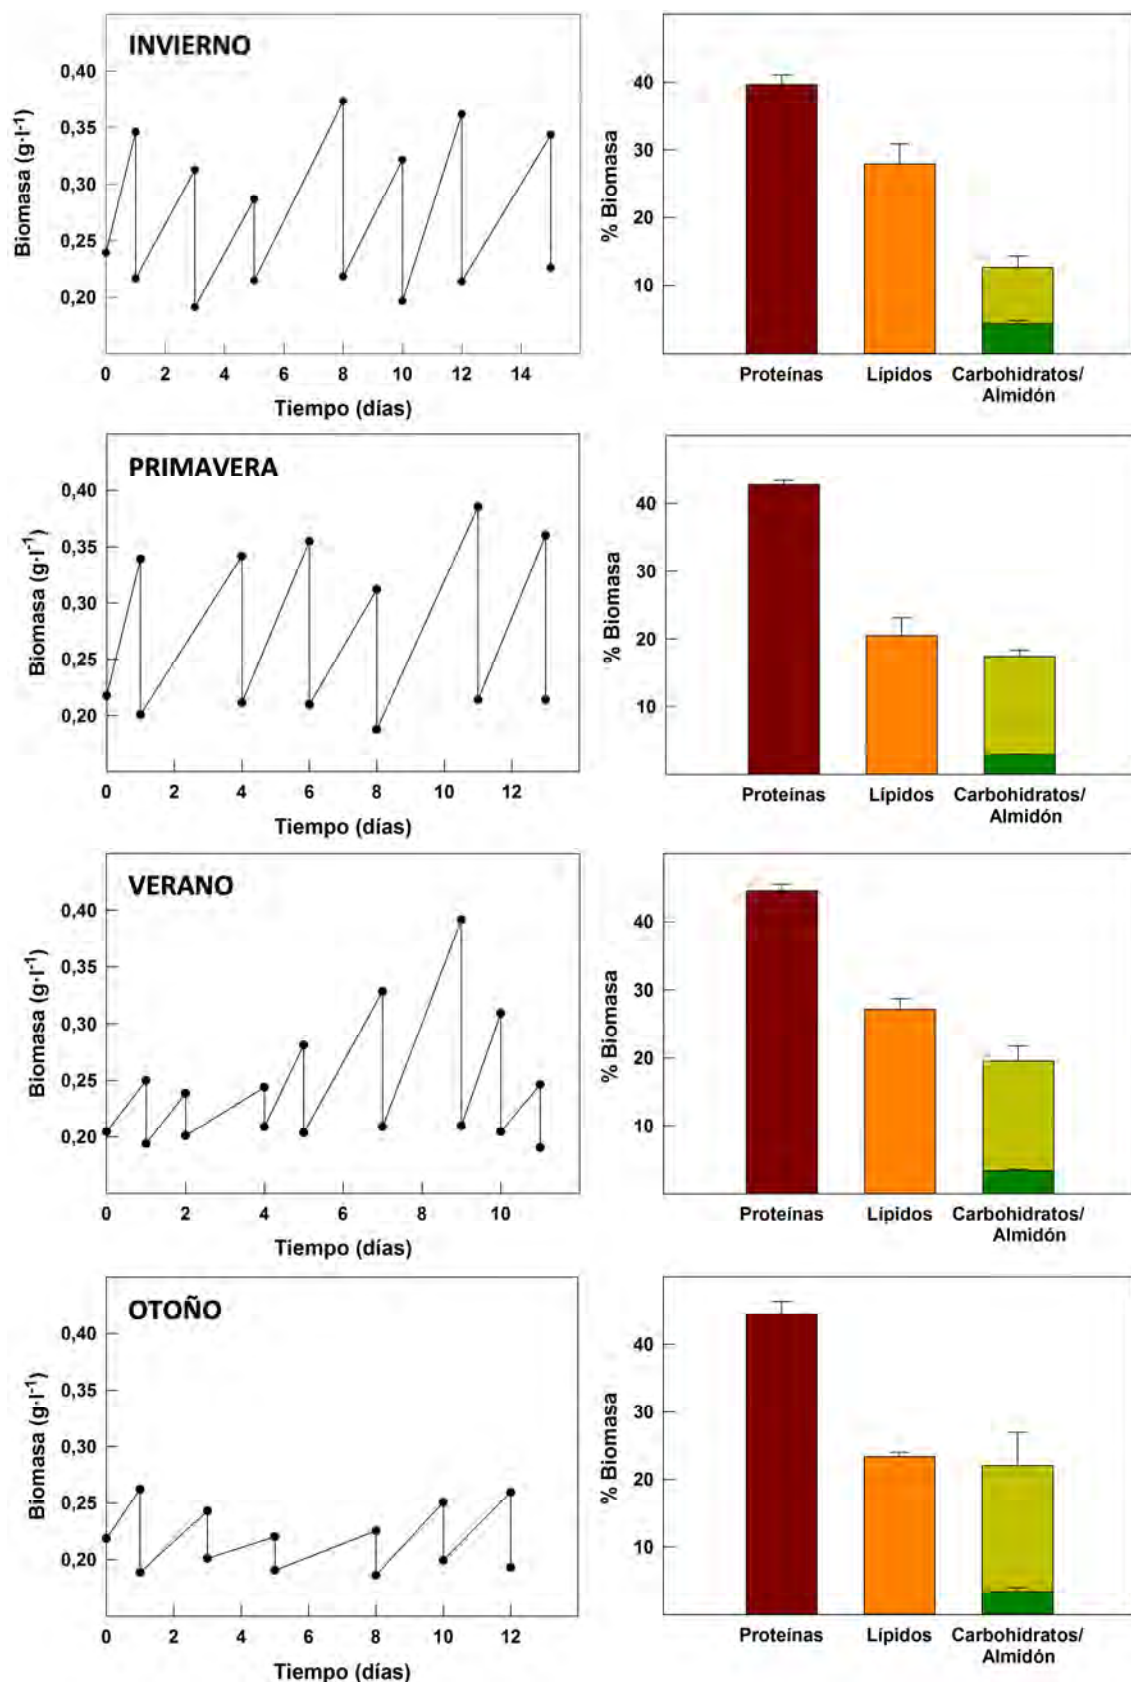 INVIERNO
0,40
0,35
0,30
0,25
0,20
Biomasa (g·l⁻¹)
0 2 4 6 8 10 12 14
Tiempo (días)
40
30
20
10
% Biomasa
Proteínas Lípidos Carbohidratos/
Almidón
PRIMAVERA
0,40
0,35
0,30
0,25
0,20
Biomasa (g·l⁻¹)
0 2 4 6 8 10 12
Tiempo (días)
40
30
20
10
% Biomasa
Proteínas Lípidos Carbohidratos/
Almidón
VERANO
0,40
0,35
0,30
0,25
0,20
Biomasa (g·l⁻¹)
0 2 4 6 8 10
Tiempo (días)
40
30
20
10
% Biomasa
Proteínas Lípidos Carbohidratos/
Almidón
OTOÑO
0,40
0,35
0,30
0,25
0,20
Biomasa (g·l⁻¹)
0 2 4 6 8 10 12
Tiempo (días)
40
30
20
10
% Biomasa
Proteínas Lípidos Carbohidratos/
Almidón